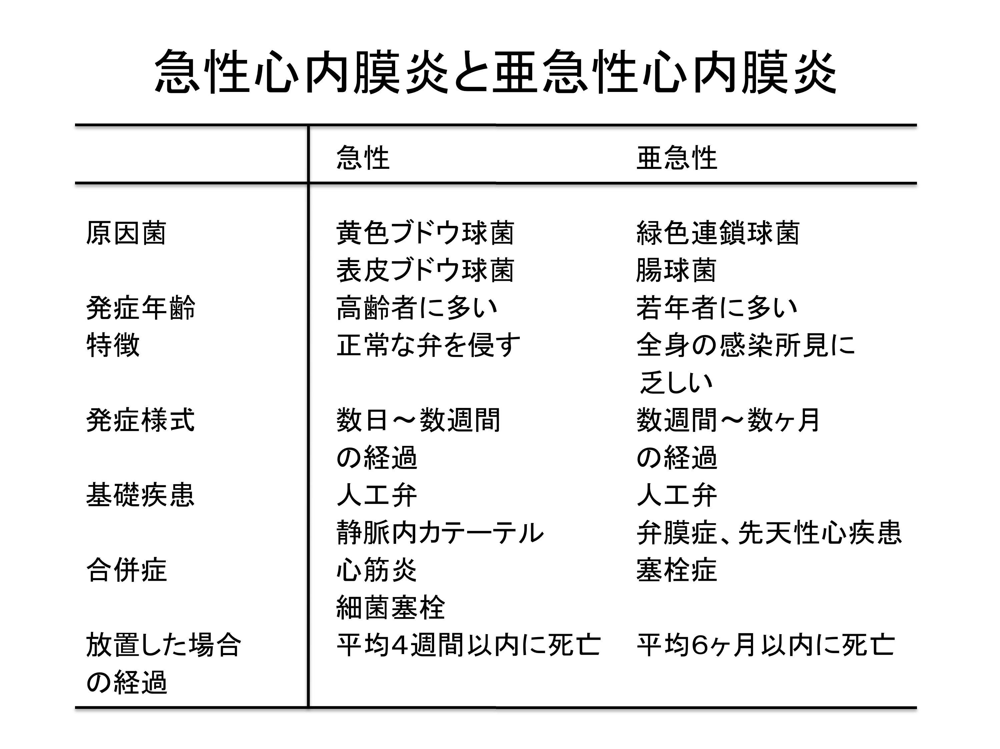 急性心内膜炎と亜急性心内膜炎
急性 亜急性
原因菌 黄色ブドウ球菌 緑色連鎖球菌
表皮ブドウ球菌 腸球菌
発症年齢 高齢者に多い 若年者に多い
特徴 正常な弁を侵す 全身の感染所見に
乏しい
発症様式 数日～数週間 数週間～数ヶ月
の経過 の経過
基礎疾患 人工弁 人工弁
静脈内カテーテル 弁膜症、先天性心疾患
合併症 心筋炎 塞栓症
細菌塞栓
放置した場合 平均4週間以内に死亡 平均6ヶ月以内に死亡
の経過